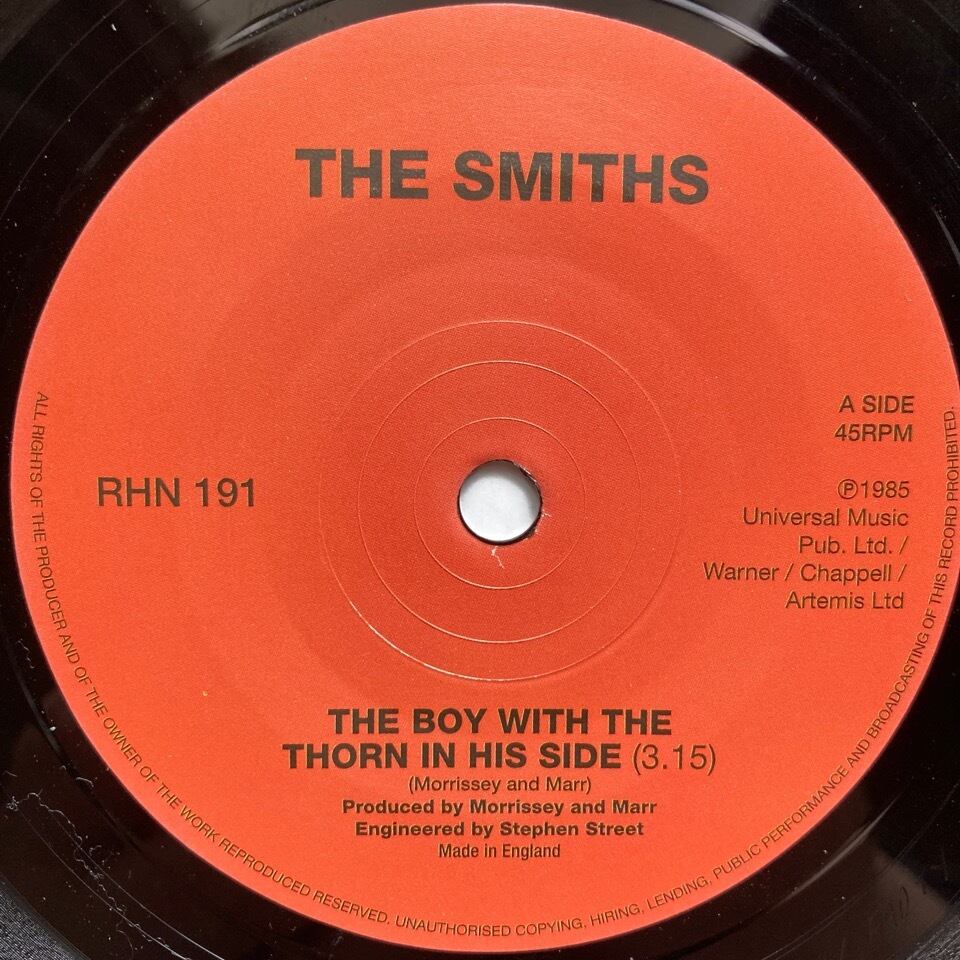 THE SMITHS
A SIDE
45RPM
RHN 191
℗1985
Universal Music
Pub. Ltd. /
Warner / Chappell /
Artemis Ltd
THE BOY WITH THE
THORN IN HIS SIDE (3.15)
(Morrissey and Marr)
Produced by Morrissey and Marr
Engineered by Stephen Street
Made in England
ALL RIGHTS OF THE PRODUCER AND OF THE OWNER OF THE WORK REPRODUCED RESERVED. UNAUTHORISED COPYING, HIRING, LENDING, PUBLIC PERFORMANCE AND BROADCASTING OF THIS RECORD PROHIBITED.